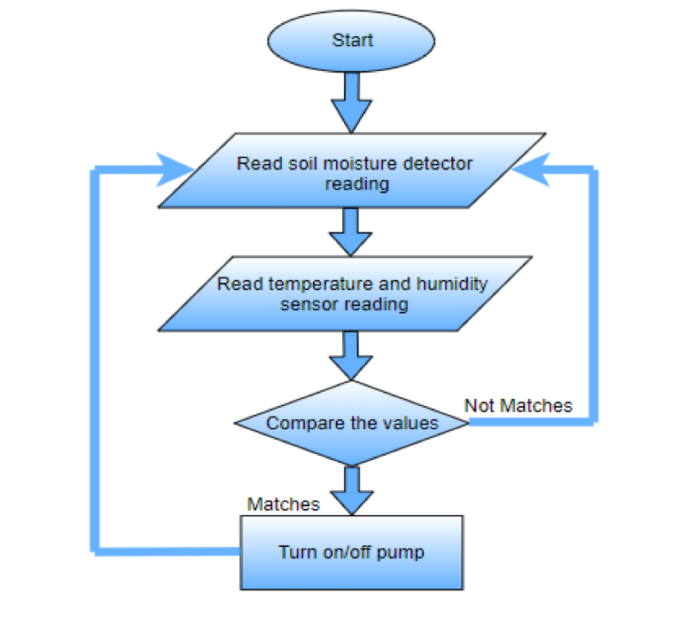 Start
Read soil moisture detector
reading
Read temperature and humidity
sensor reading
Compare the values
Not Matches
Matches
Turn on/off pump